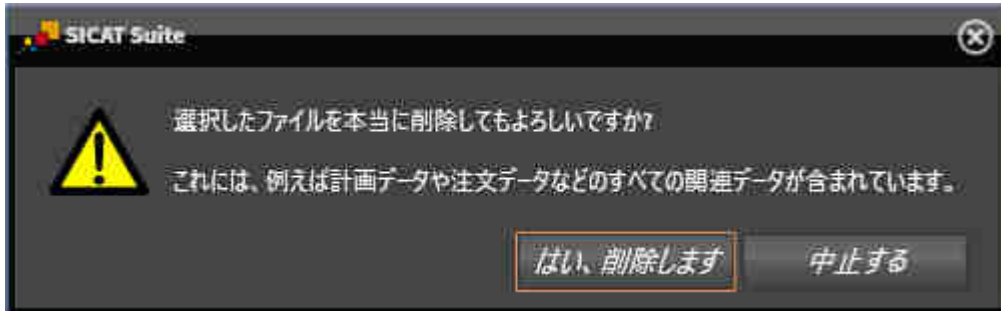 SICAT Suite
選択したファイルを本当に削除してもよろしいですか?
これには、例えば計画データや注文データなどのすべての関連データが含まれています。
はい、削除します 中止する